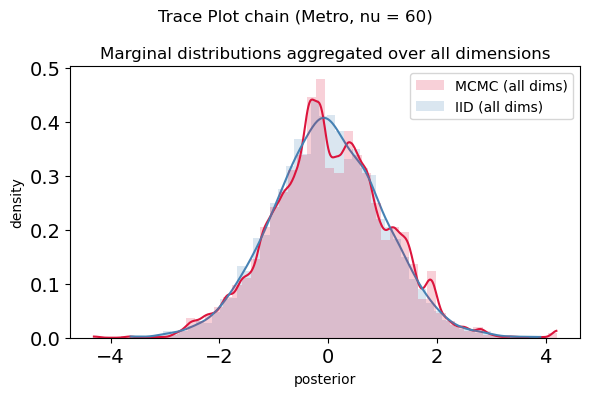 Trace Plot chain (Metro, nu = 60)
Marginal distributions aggregated over all dimensions
MCMC (all dims)
IID (all dims)
density
0.5
0.4
0.3
0.2
0.1
0.0
−4
−2
0
2
4
posterior